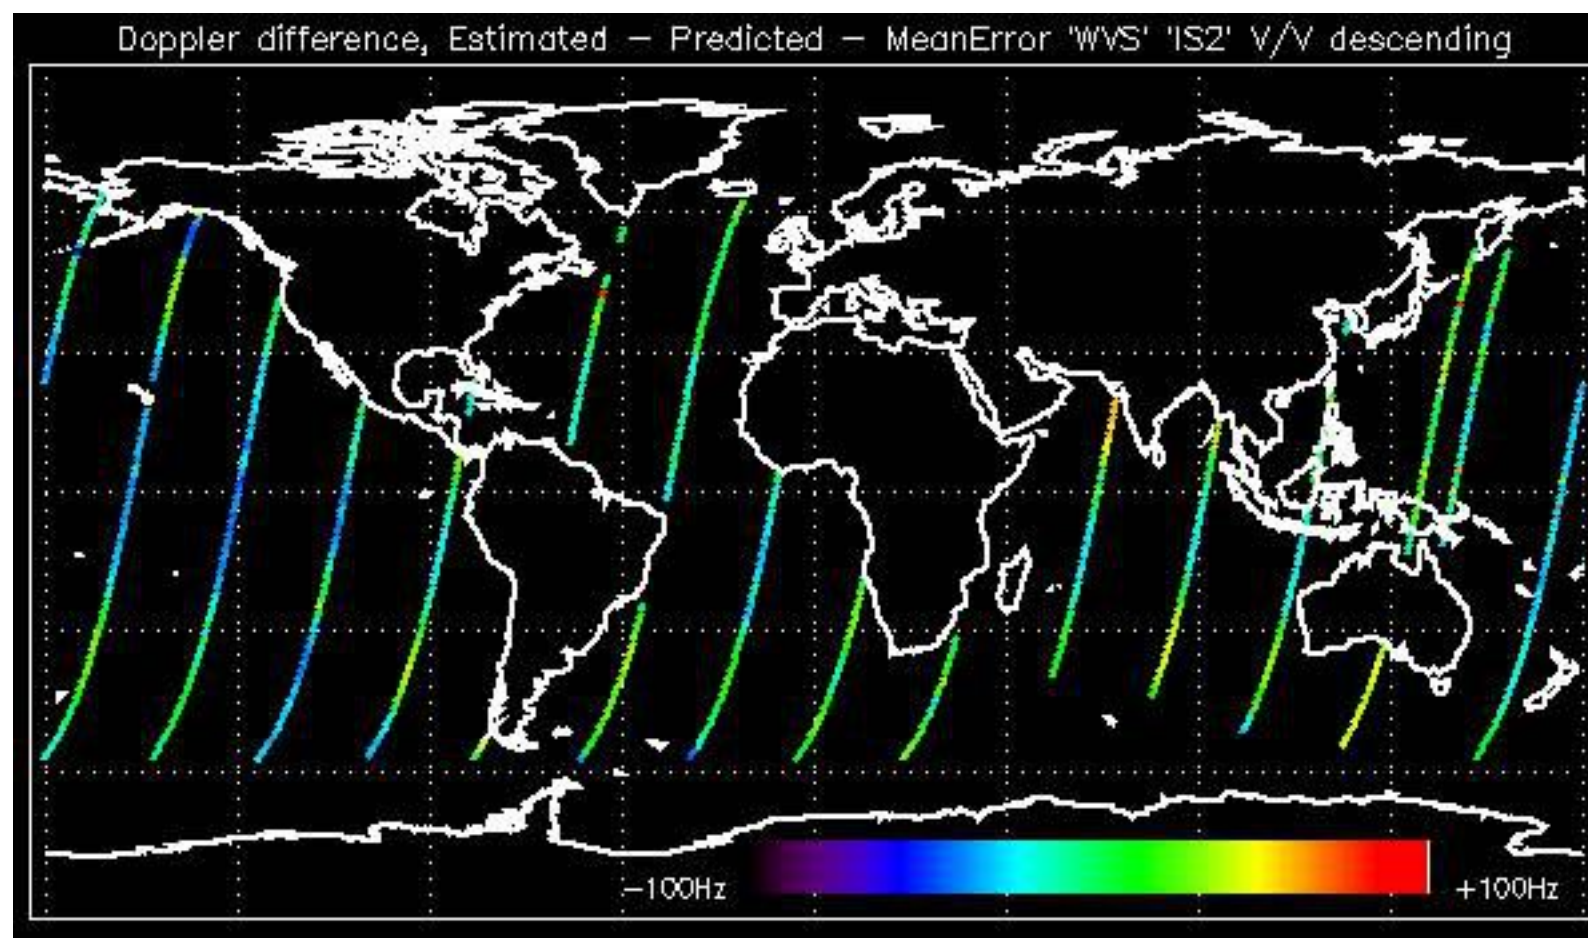 Doppler difference, Estimated – Predicted – MeanError 'WVS' 'IS2' V/V descending
–100Hz +100Hz